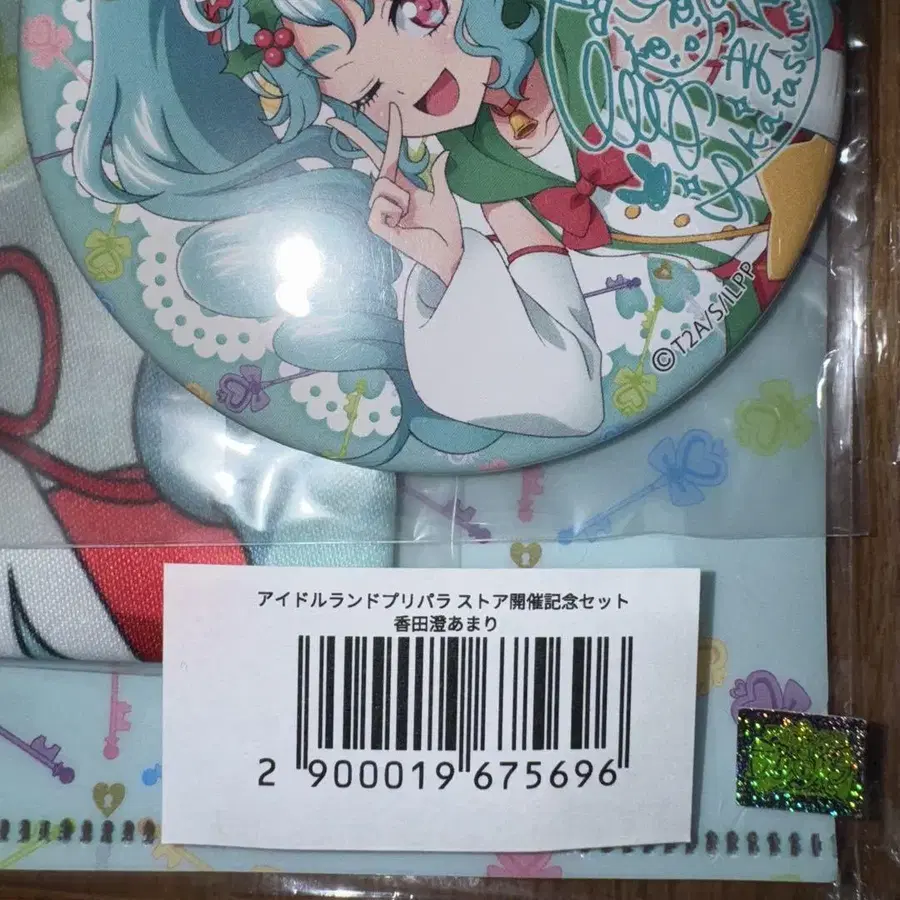 Katasumi
©T2A/S/ILPP
アイドルランドプリパラ ストア開催記念セット
香田澄あまり
2 900019 675696